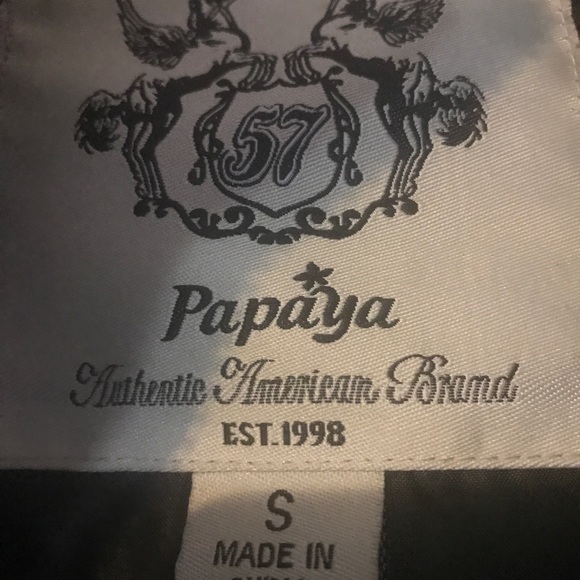 57
Papaya
Authentic American Brand
EST.1998
S
MADE IN